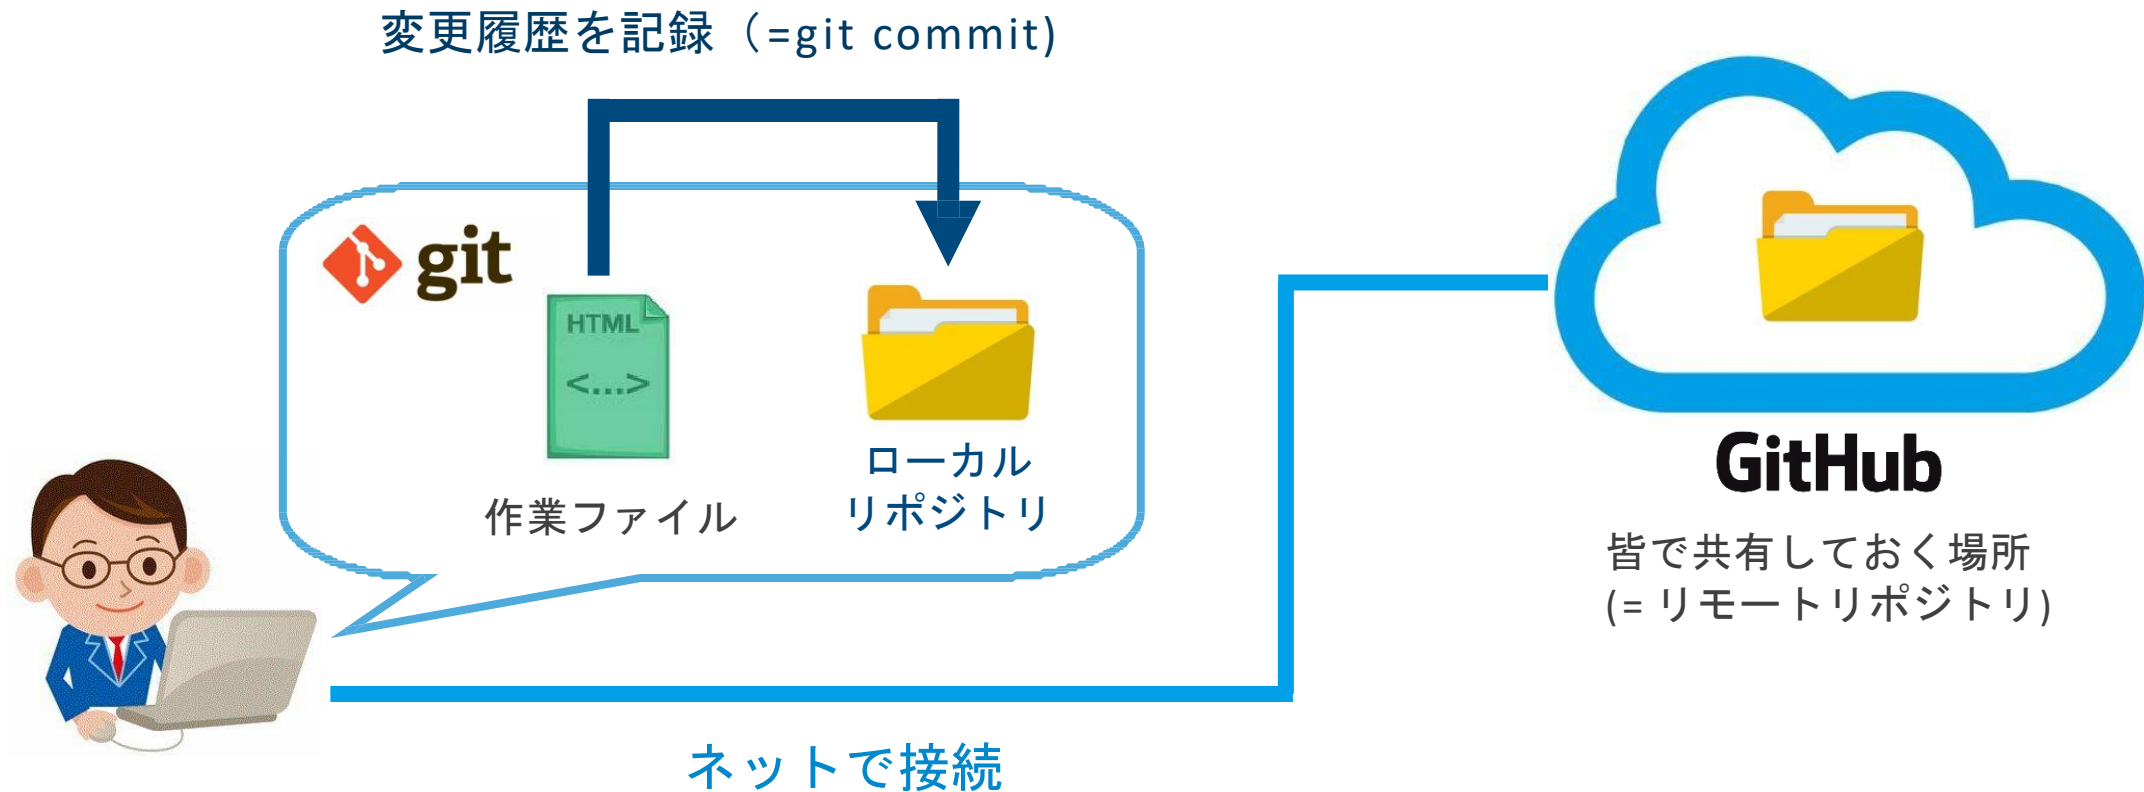 変更履歴を記録（=git commit)
git
HTML
<...>
作業ファイル
ローカル
リポジトリ
GitHub
皆で共有しておく場所
(= リモートリポジトリ)
ネットで接続